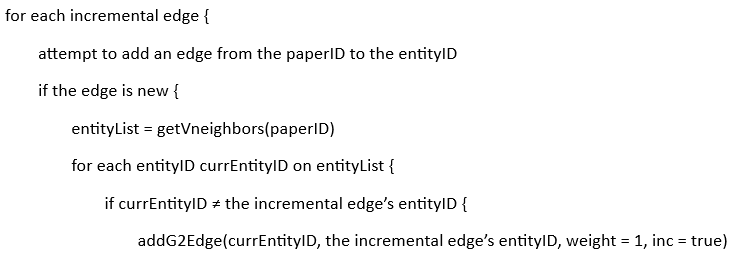 for each incremental edge {
attempt to add an edge from the paperID to the entityID
if the edge is new {
entityList = getVneighbors(paperID)
for each entityID currEntityID on entityList {
if currEntityID ≠ the incremental edge’s entityID {
addG2Edge(currEntityID, the incremental edge’s entityID, weight = 1, inc = true)